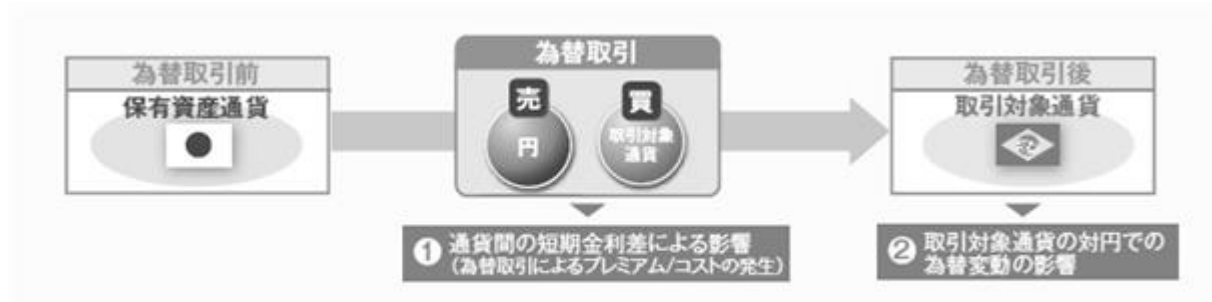 為替取引前
保有資産通貨
為替取引
売
円
買
取引対象
通貨
為替取引後
取引対象通貨
❶ 通貨間の短期金利差による影響
(為替取引によるプレミアム/コストの発生)
❷ 取引対象通貨の対円での
為替変動の影響